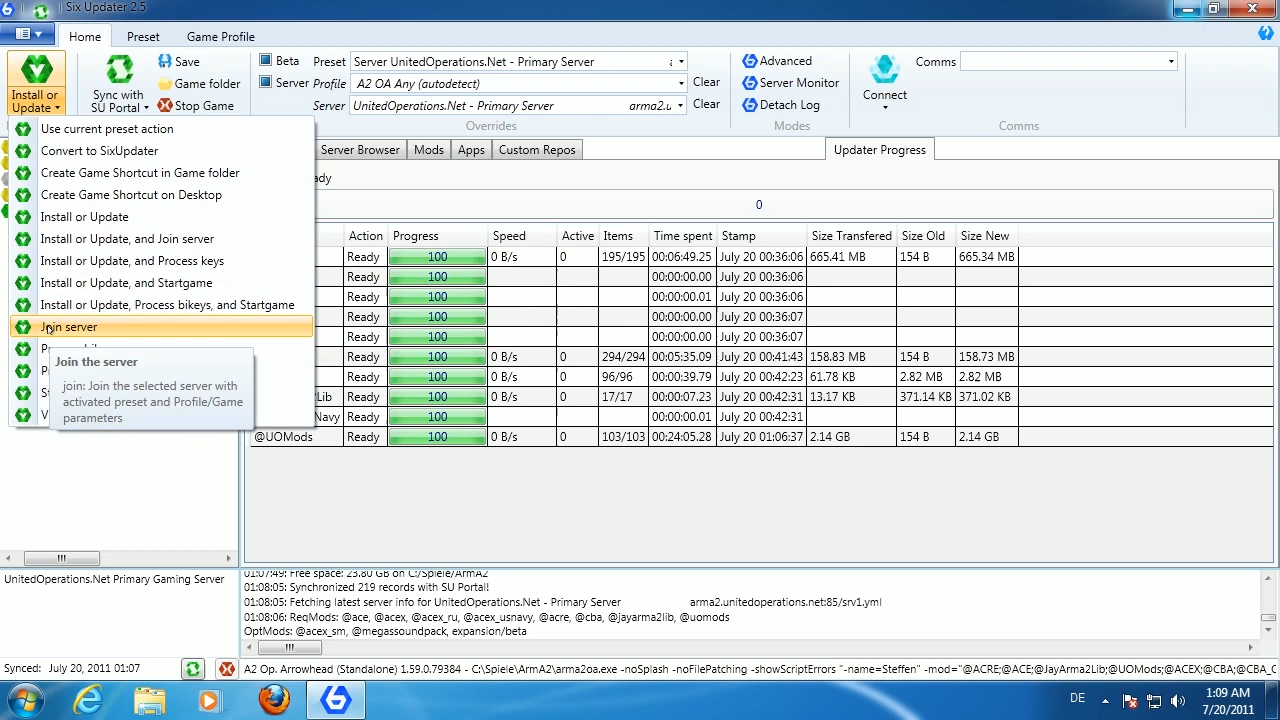 Six Updater 2.5
Home Preset Game Profile
Install or Update
Sync with SU Portal
Save
Game folder
Stop Game
Beta
Server
Preset Server UnitedOperations.Net - Primary Server
Profile A2 OA Any (autodetect) Clear
Server UnitedOperations.Net - Primary Server arma2.u Clear
Overrides
Advanced
Server Monitor
Detach Log
Modes
Connect
Comms
Comms
Use current preset action
Convert to SixUpdater
Create Game Shortcut in Game folder
Create Game Shortcut on Desktop
Install or Update
Install or Update, and Join server
Install or Update, and Process keys
Install or Update, and Startgame
Install or Update, Process bikeys, and Startgame
Join server
Join the server
join: Join the selected server with
activated preset and Profile/Game
parameters
Server Browser Mods Apps Custom Repos Updater Progress
0
Action Progress Speed Active Items Time spent Stamp Size Transfered Size Old Size New
Ready 100 0 B/s 0 195/195 00:06:49.25 July 20 00:36:06 665.41 MB 154 B 665.34 MB
Ready 100 00:00:00.00 July 20 00:36:06
Ready 100 00:00:00.01 July 20 00:36:06
Ready 100 00:00:00.00 July 20 00:36:07
Ready 100 00:00:00.00 July 20 00:36:07
Ready 100 0 B/s 0 294/294 00:05:35.09 July 20 00:41:43 158.83 MB 154 B 158.73 MB
Ready 100 0 B/s 0 96/96 00:00:39.79 July 20 00:42:23 61.78 KB 2.82 MB 2.82 MB
Lib Ready 100 0 B/s 0 17/17 00:00:07.23 July 20 00:42:31 13.17 KB 371.14 KB 371.02 KB
Navy Ready 100 00:00:00.01 July 20 00:42:31
@UOMods Ready 100 0 B/s 0 103/103 00:24:05.28 July 20 01:06:37 2.14 GB 154 B 2.14 GB
UnitedOperations.Net Primary Gaming Server
01:07:49: Free space: 23.80 GB on C:/Spiele/ArmA2
01:08:05: Synchronized 219 records with SU Portal!
01:08:05: Fetching latest server info for UnitedOperations.Net - Primary Server arma2.unitedoperations.net:85/srv1.yml
01:08:06: ReqMods: @ace, @acex, @acex_ru, @acex_usnavy, @acre, @cba, @jayarma2lib, @uomods
OptMods: @acex_sm, @megassoundpack, expansion/beta
Synced: July 20, 2011 01:07
A2 Op. Arrowhead (Standalone) 1.59.0.79384 - C:\Spiele\ArmA2\arma2oa.exe -noSplash -noFilePatching -showScriptErrors "-name=Steffen" -mod="@ACRE;@ACE;@JayArma2Lib;@UOMods;@ACEX;@CBA;@CBA_
DE
1:09 AM
7/20/2011